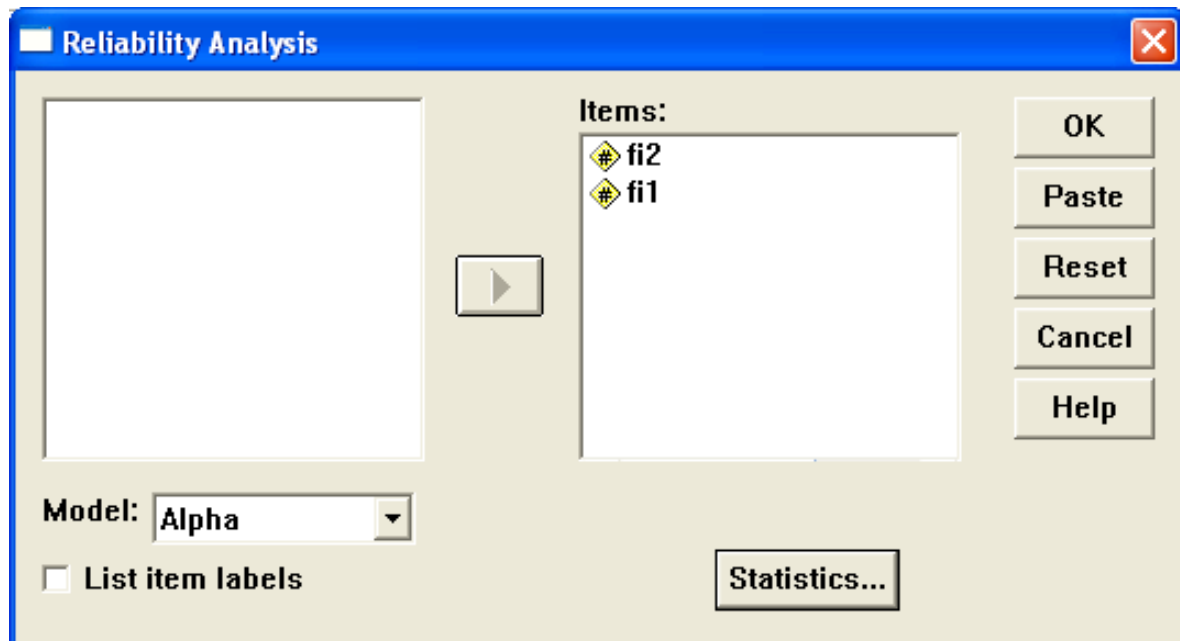 Reliability Analysis
Items:
# fi2
# fi1
OK
Paste
Reset
Cancel
Help
Model: Alpha
List item labels
Statistics...